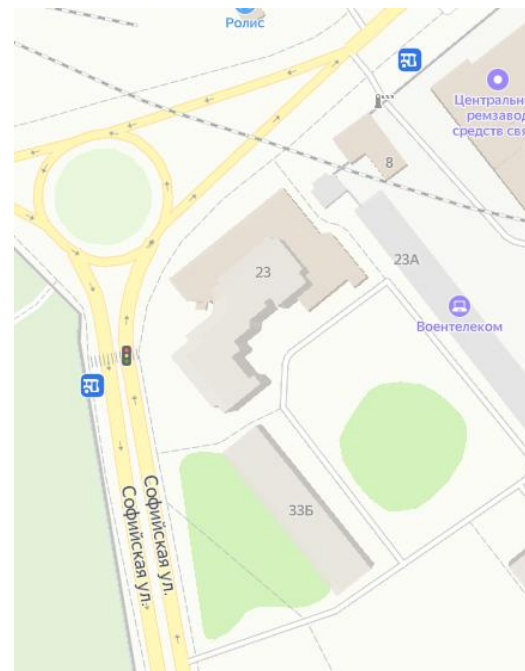 Ролис
Центральн
ремзавод
средств свя
8
23
23А
Воентелеком
33Б
Софийская ул.
Софийская ул.